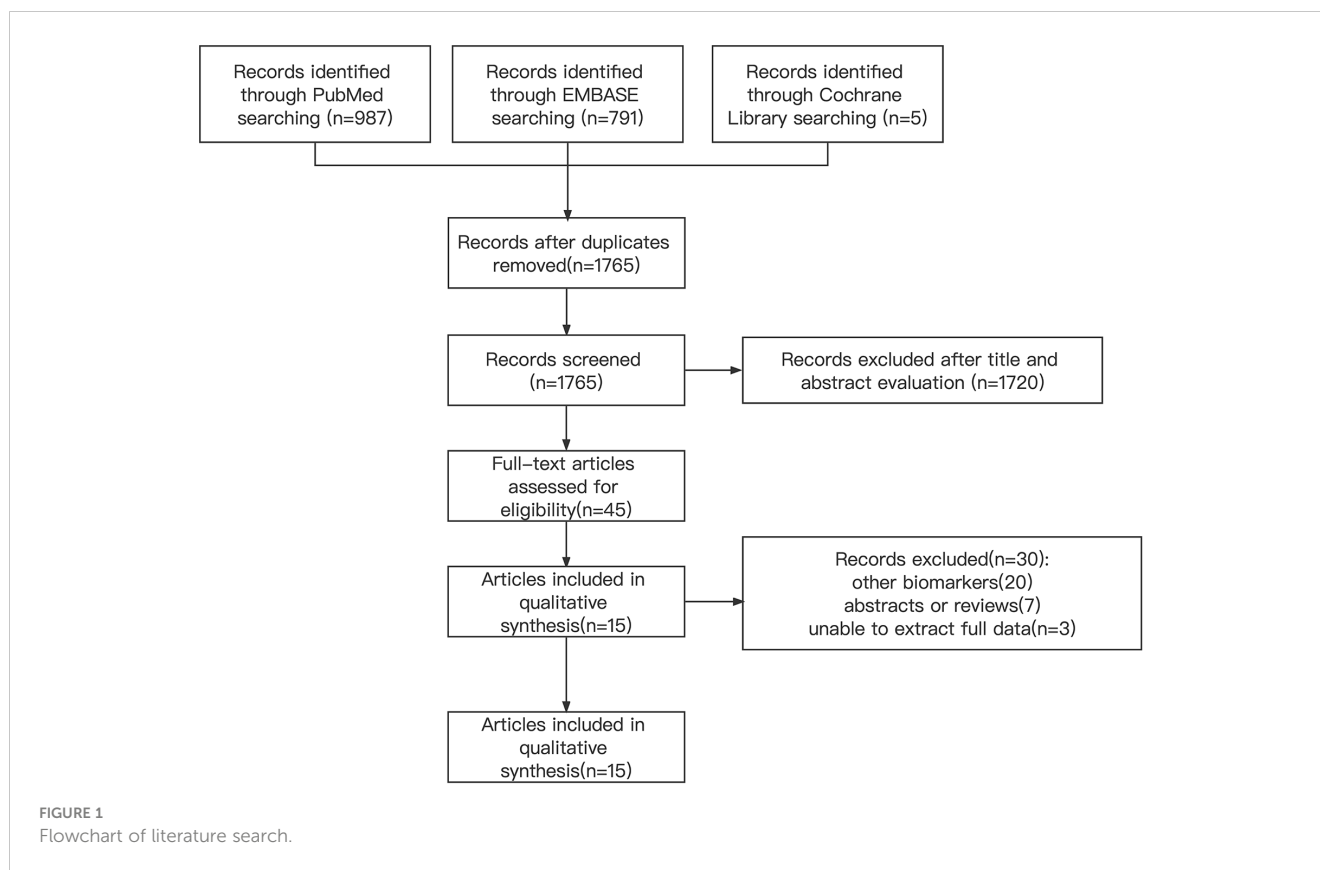 Records identified
through PubMed
searching (n=987)
Records identified
through EMBASE
searching (n=791)
Records identified
through Cochrane
Library searching (n=5)
Records after duplicates
removed(n=1765)
Records screened
(n=1765)
Records excluded after title and
abstract evaluation (n=1720)
Full–text articles
assessed for
eligibility(n=45)
Articles included in
qualitative
synthesis(n=15)
Records excluded(n=30):
other biomarkers(20)
abstracts or reviews(7)
unable to extract full data(n=3)
Articles included in
qualitative
synthesis(n=15)
FIGURE 1
Flowchart of literature search.